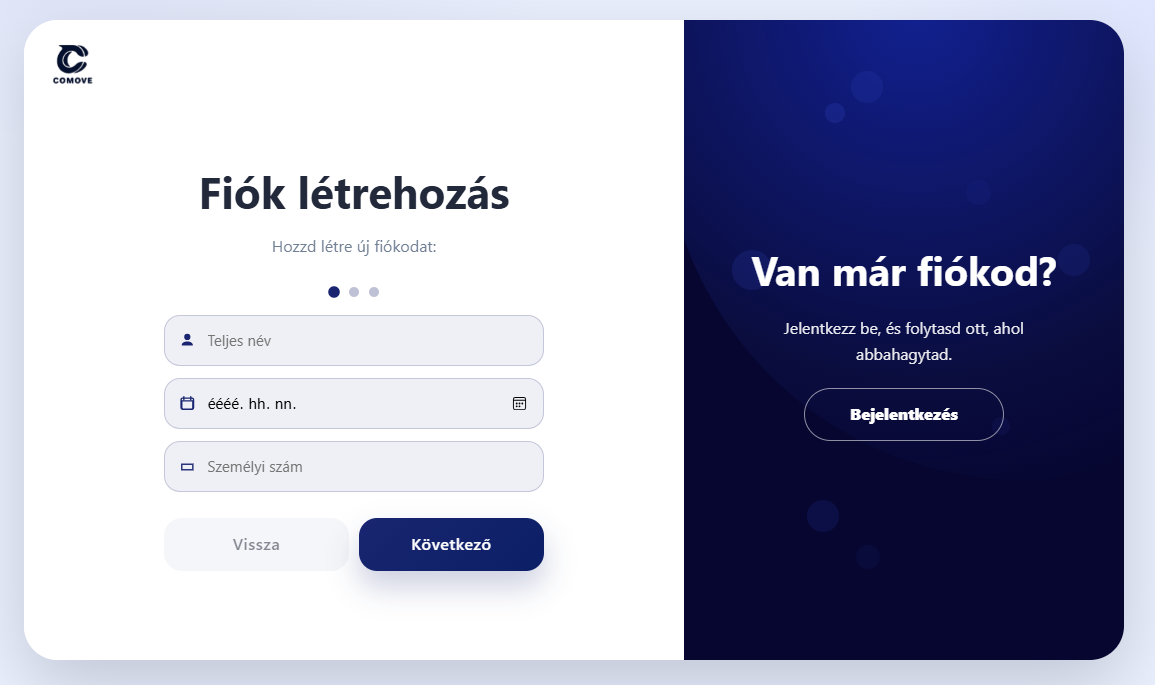 COMOVE
Fiók létrehozás
Hozzd létre új fiókodat:
Teljes név
éééé. hh. nn.
Személyi szám
Vissza
Következő
Van már fiókod?
Jelentkezz be, és folytasd ott, ahol
abbahagytad.
Bejelentkezés